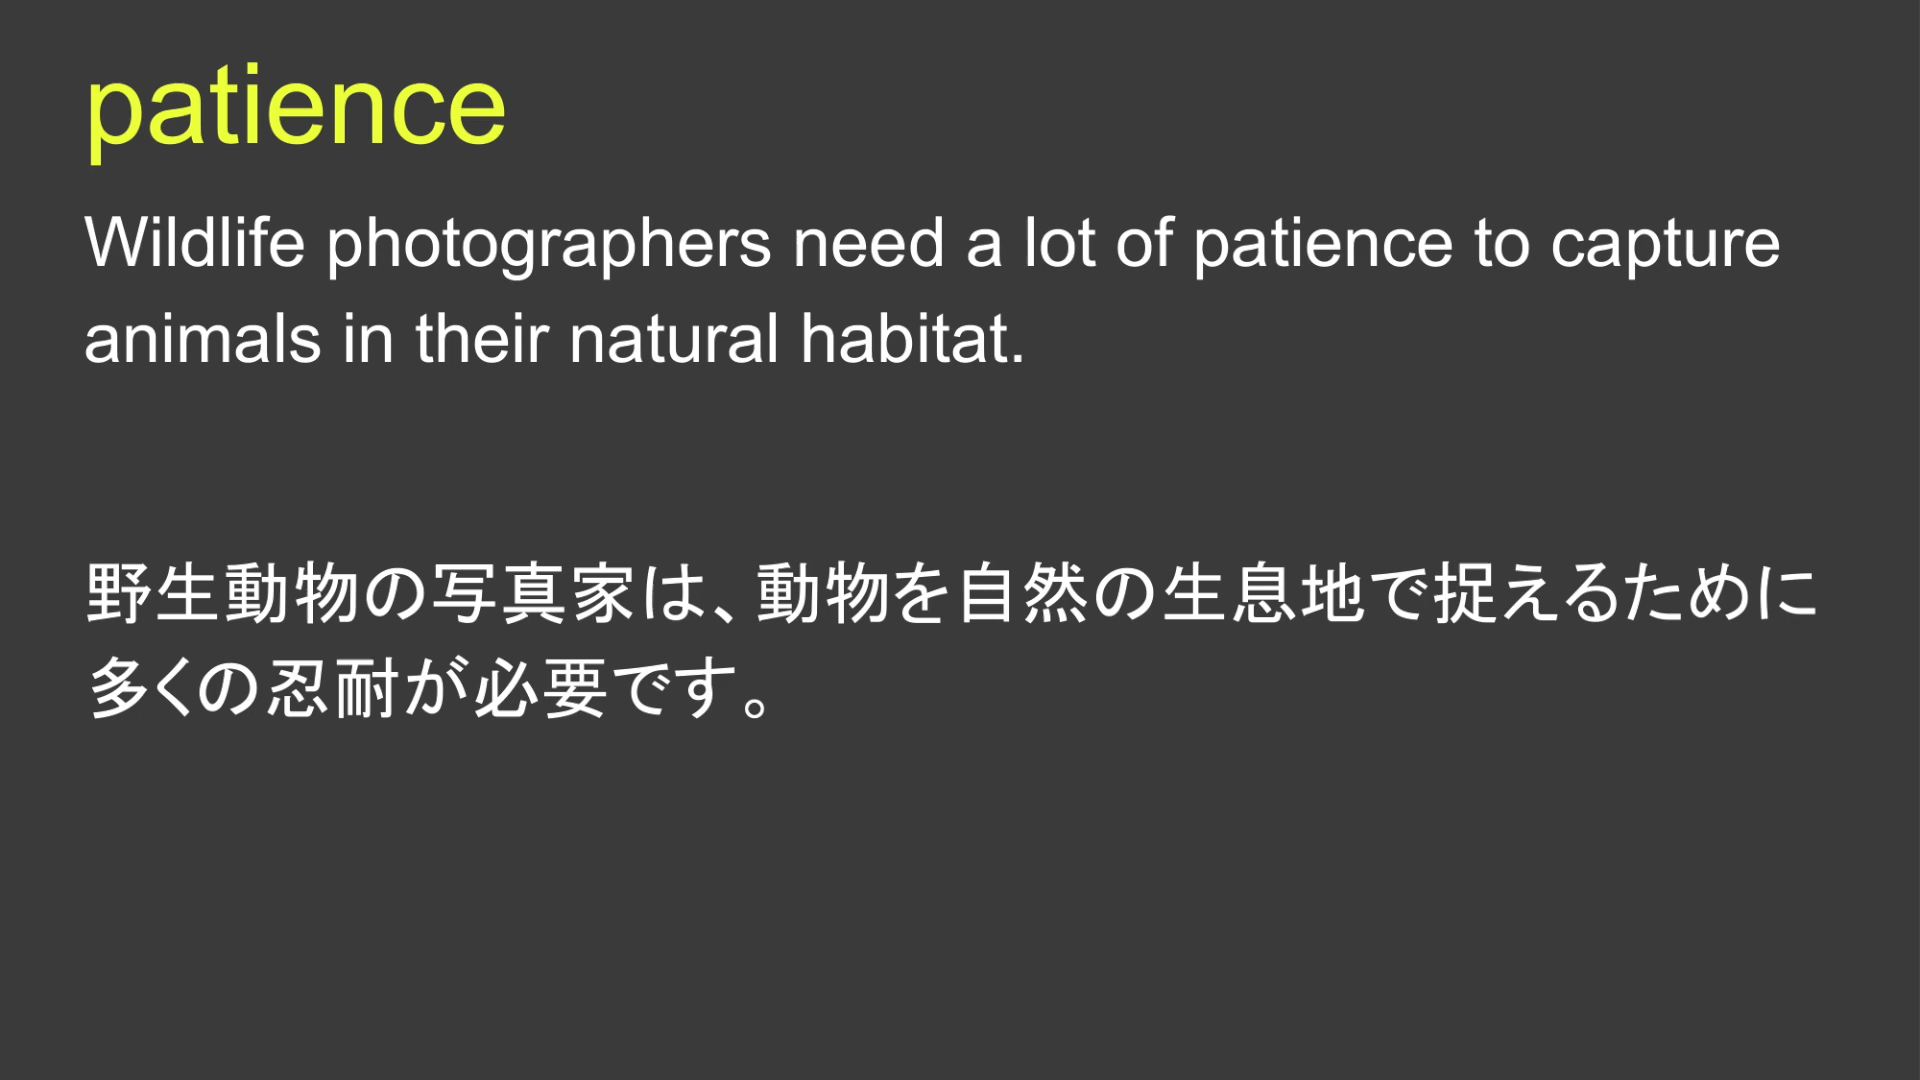 patience
Wildlife photographers need a lot of patience to capture
animals in their natural habitat.
野生動物の写真家は、動物を自然の生息地で捉えるために
多くの忍耐が必要です。